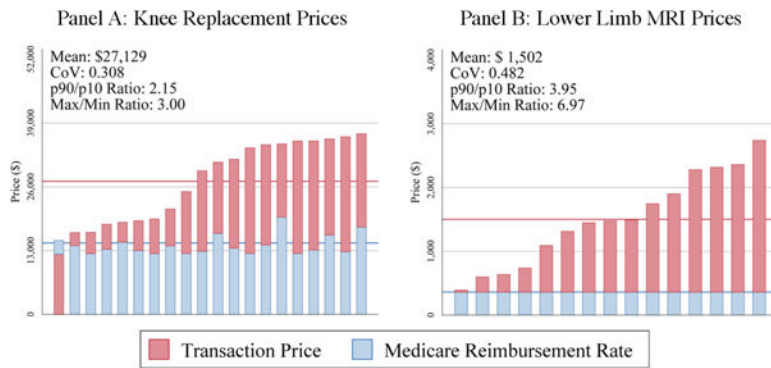 Panel A: Knee Replacement Prices
Mean: $27,129
CoV: 0.308
p90/p10 Ratio: 2.15
Max/Min Ratio: 3.00
Price ($)
52,000
39,000
26,000
13,000
0
Panel B: Lower Limb MRI Prices
Mean: $ 1,502
CoV: 0.482
p90/p10 Ratio: 3.95
Max/Min Ratio: 6.97
Price ($)
4,000
3,000
2,000
1,000
0
Transaction Price
Medicare Reimbursement Rate